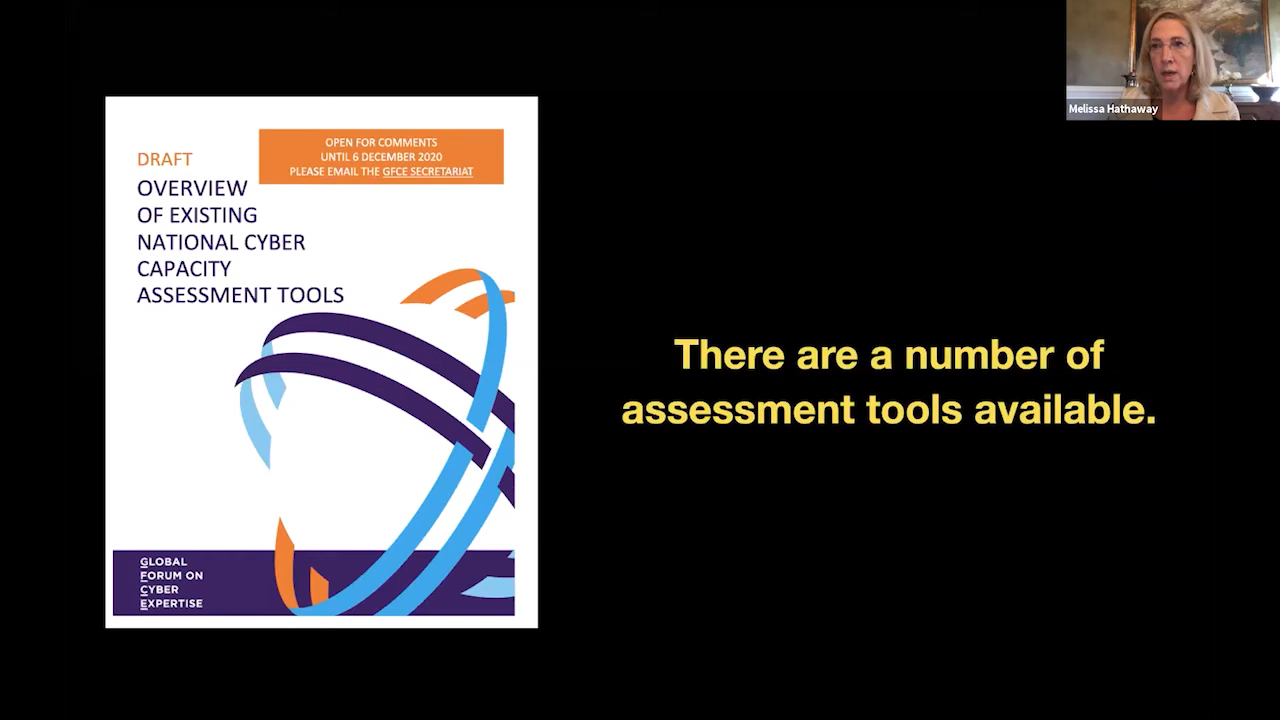 Melissa Hathaway
OPEN FOR COMMENTS
UNTIL 6 DECEMBER 2020
PLEASE EMAIL THE GFCE SECRETARIAT
DRAFT
OVERVIEW
OF EXISTING
NATIONAL CYBER
CAPACITY
ASSESSMENT TOOLS
There are a number of
assessment tools available.
GLOBAL
FORUM ON
CYBER
EXPERTISE